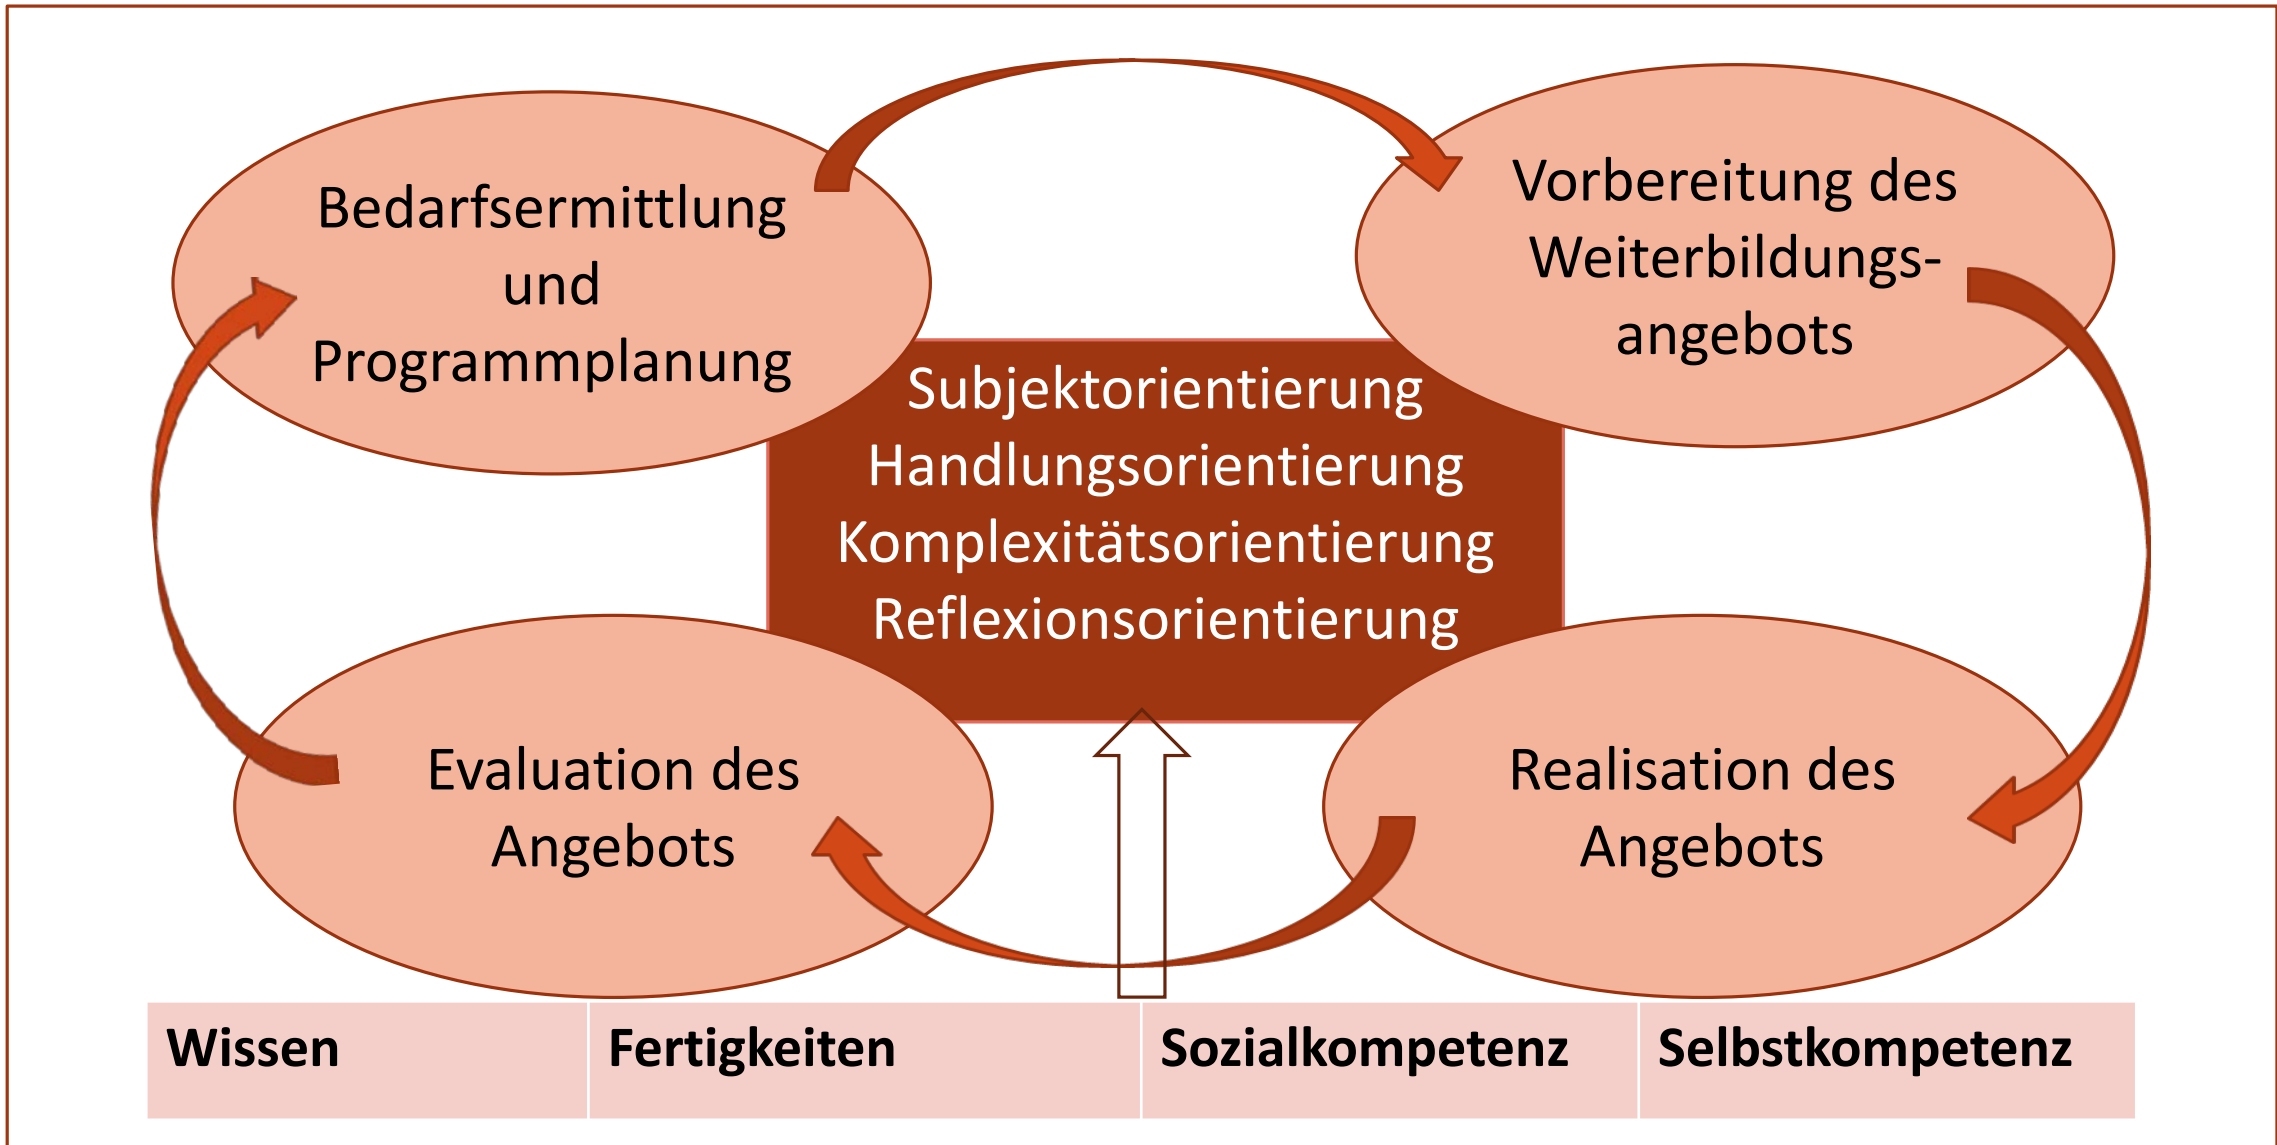 Bedarfsermittlung
und
Programmplanung
Vorbereitung des
Weiterbildungs-
angebots
Subjektorientierung
Handlungsorientierung
Komplexitätsorientierung
Reflexionsorientierung
Evaluation des
Angebots
Realisation des
Angebots
Wissen
Fertigkeiten
Sozialkompetenz
Selbstkompetenz